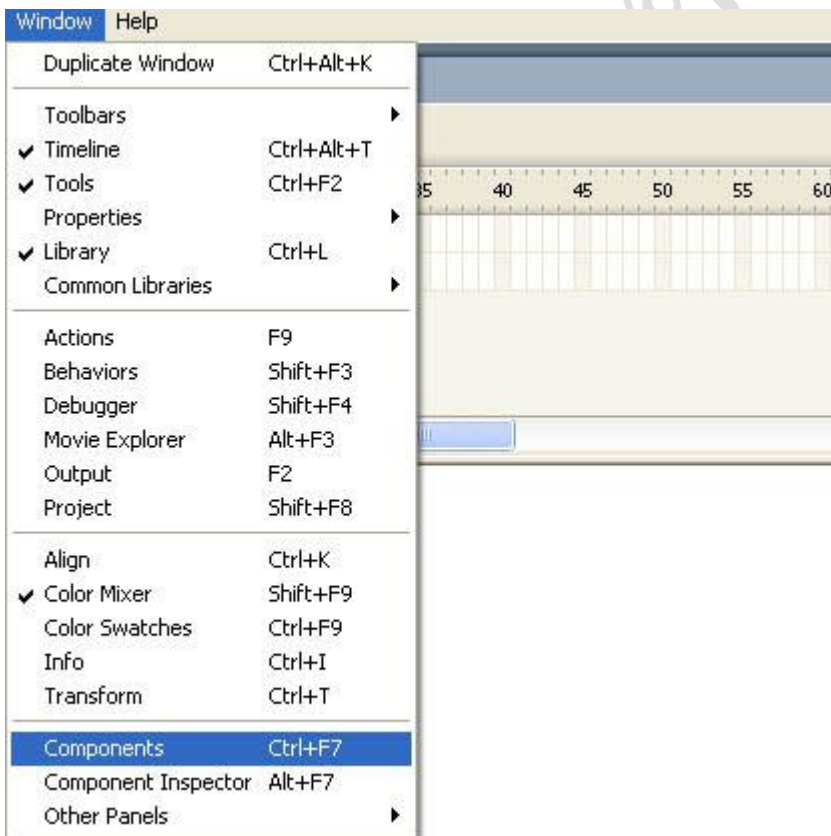 Window Help
Duplicate Window Ctrl+Alt+K
Toolbars
Timeline Ctrl+Alt+T
Tools Ctrl+F2
35 40 45 50 55 60
Properties
Library Ctrl+L
Common Libraries
Actions F9
Behaviors Shift+F3
Debugger Shift+F4
Movie Explorer Alt+F3
Output F2
Project Shift+F8
Align Ctrl+K
Color Mixer Shift+F9
Color Swatches Ctrl+F9
Info Ctrl+I
Transform Ctrl+T
Components Ctrl+F7
Component Inspector Alt+F7
Other Panels